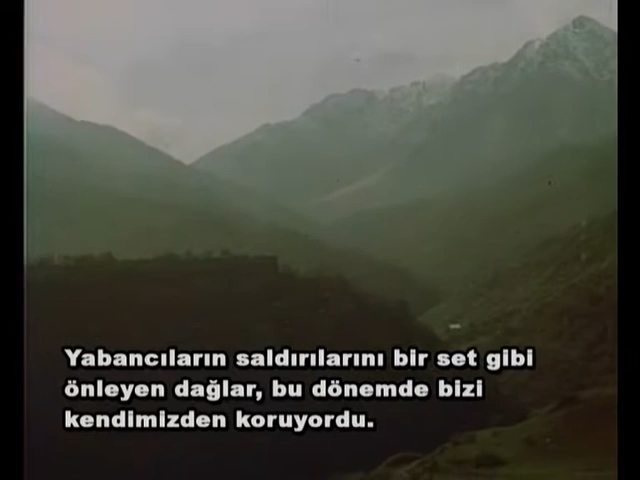 Yabancıların saldırılarını bir set gibi
önleyen dağlar, bu dönemde bizi
kendimizden koruyordu.